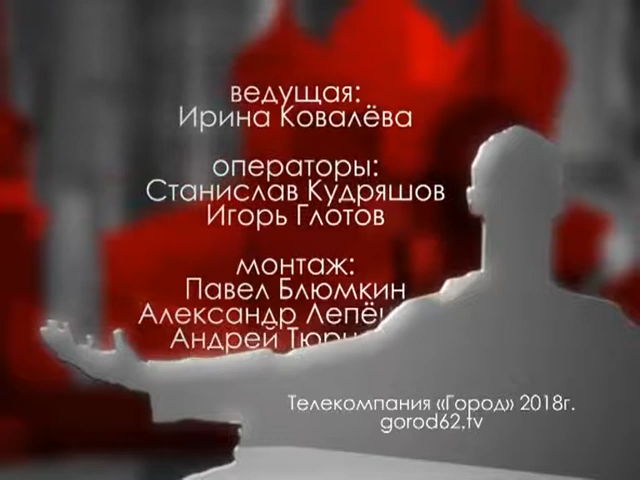 ведущая:
Ирина Ковалёва
операторы:
Станислав Кудряшов
Игорь Глотов
монтаж:
Павел Блюмкин
Александр
Андрей
Телекомпания «Город» 2018г.
gorod62.tv